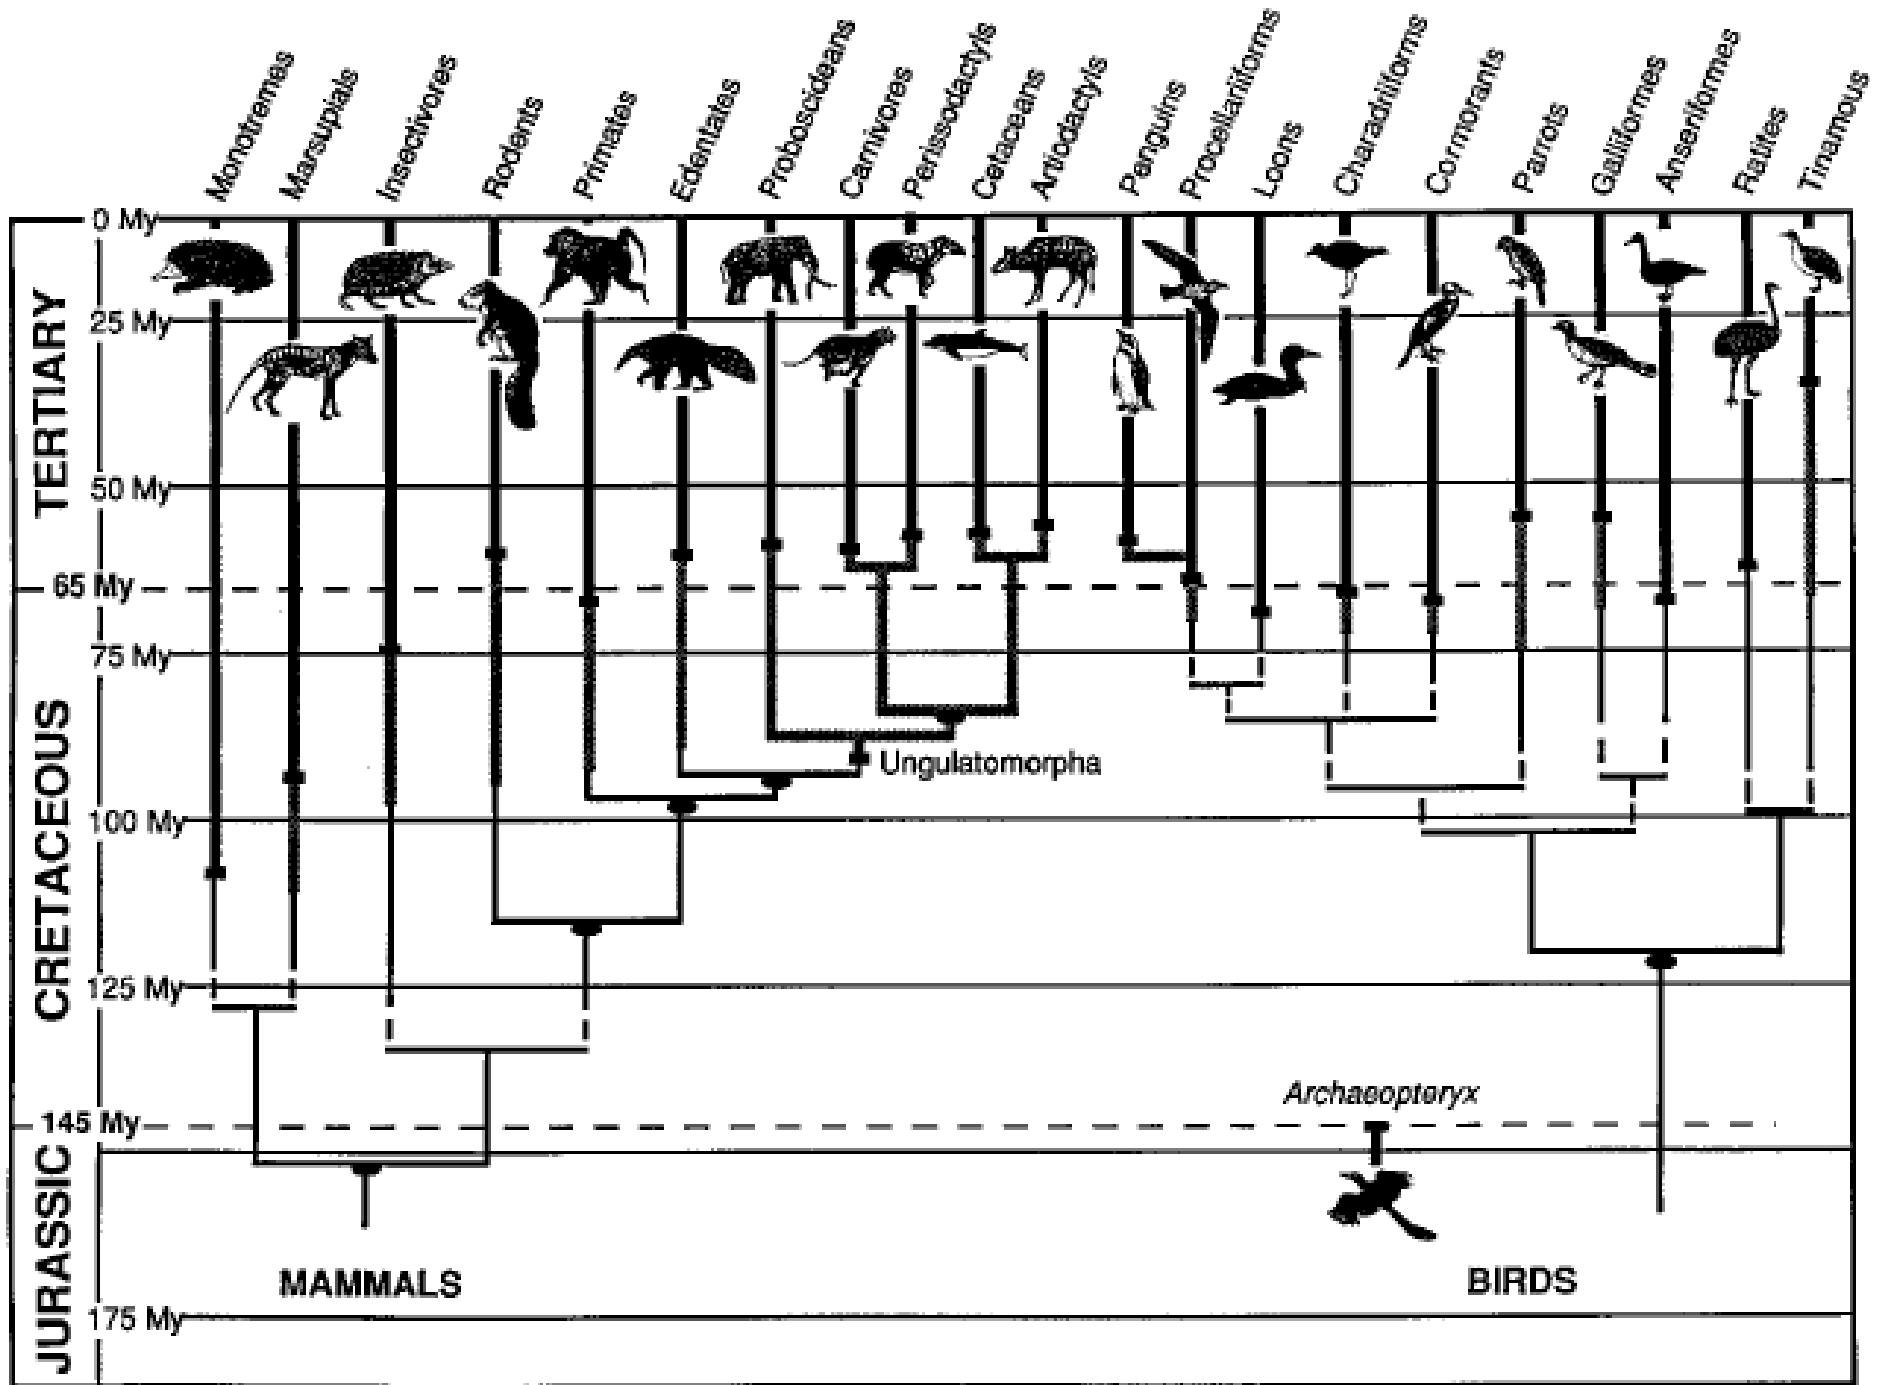 Monotremes
Marsupials
Insectivores
Rodents
Primates
Edentates
Proboscideans
Carnivores
Perissodactyls
Cetaceans
Artiodactyls
Penguins
Procellariiforms
Loons
Charadriiforms
Cormorants
Parrots
Galliformes
Anseriformes
Ratites
Tinamous
0 My
25 My
50 My
65 My
75 My
100 My
125 My
145 My
175 My
TERTIARY
CRETACEOUS
JURASSIC
Ungulatomorpha
Archaeopteryx
MAMMALS
BIRDS